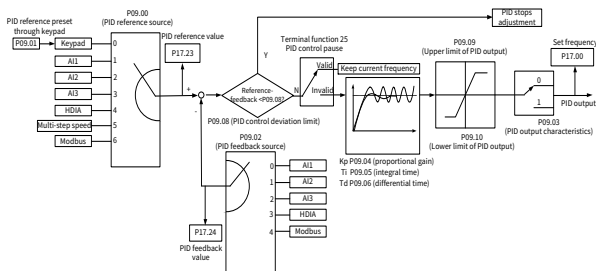 PID reference preset
through keypad
P09.01
Keypad
AI1
AI2
AI3
HDIA
Multi-step speed
Modbus
P09.00
(PID reference source)
0
1
2
3
4
5
6
PID reference value
P17.23
+
-
Reference-
feedback <P09.08?
Y
N
P09.08 (PID control deviation limit)
PID stops
adjustment
Terminal function 25
PID control pause
Valid
Invalid
Keep current frequency
Kp P09.04 (proportional gain)
Ti P09.05 (integral time)
Td P09.06 (differential time)
P09.09
(Upper limit of PID output)
P09.10
(Lower limit of PID output)
Set frequency
P17.00
0
1
PID output
P09.03
(PID output characteristics)
P09.02
(PID feedback source)
0
1
2
3
4
AI1
AI2
AI3
HDIA
Modbus
P17.24
PID feedback
value